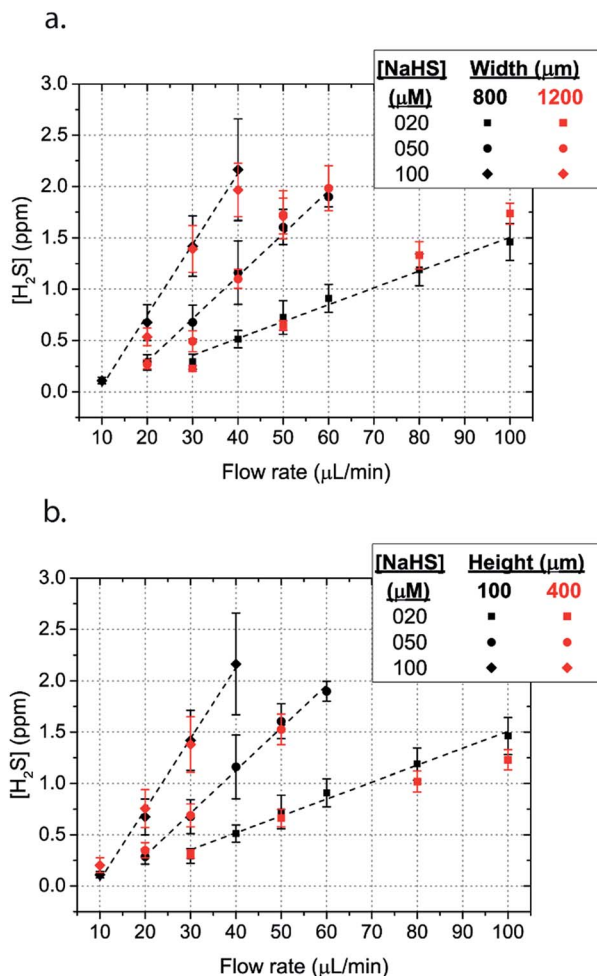 a.
[NaHS] Width (μm)
(μM) 800 1200
020
050
100
3.0
2.5
2.0
1.5
1.0
0.5
0.0
[H2S] (ppm)
10 20 30 40 50 60 70 80 90 100
Flow rate (μL/min)
b.
[NaHS] Height (μm)
(μM) 100 400
020
050
100
3.0
2.5
2.0
1.5
1.0
0.5
0.0
[H2S] (ppm)
10 20 30 40 50 60 70 80 90 100
Flow rate (μL/min)